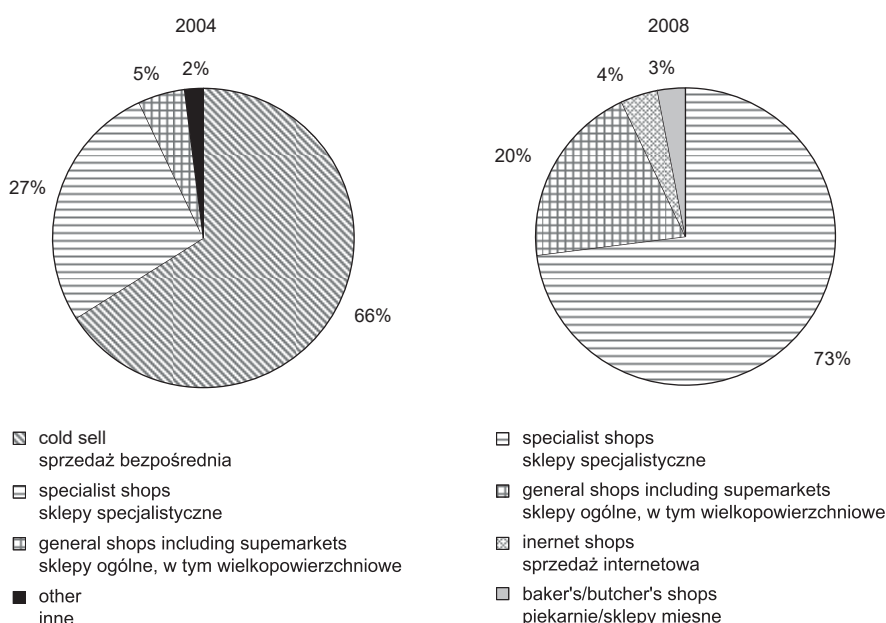 2004
5%
2%
27%
66%
cold sell
sprzedaż bezpośrednia
specialist shops
sklepy specjalistyczne
general shops including supemarkets
sklepy ogólne, w tym wielkopowierzchniowe
other
inne
2008
4%
3%
20%
73%
specialist shops
sklepy specjalistyczne
general shops including supemarkets
sklepy ogólne, w tym wielkopowierzchniowe
inernet shops
sprzedaż internetowa
baker's/butcher's shops
piekarnie/sklepy mięsne